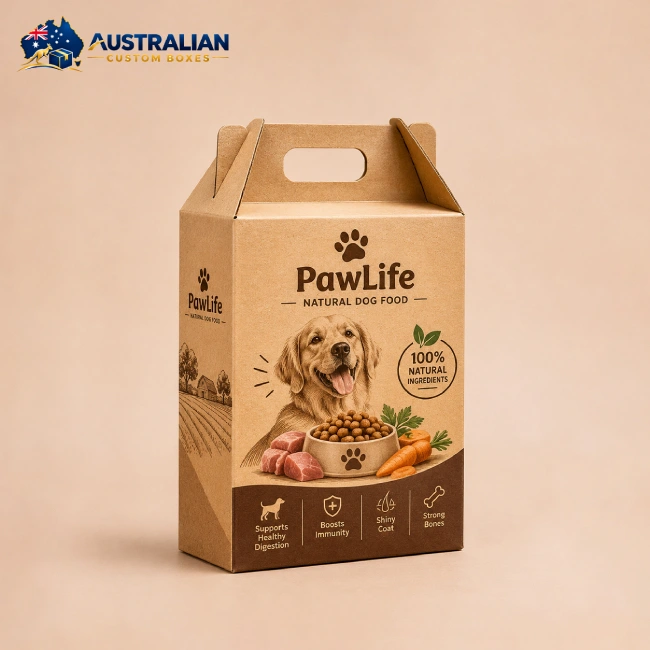 AUSTRALIAN
CUSTOM BOXES
PawLife
NATURAL DOG FOOD
PawLife
NATURAL DOG FOOD
100%
NATURAL
INGREDIENTS
Supports
Healthy
Digestion
Boosts
Immunity
Shiny
Coat
Strong
Bones